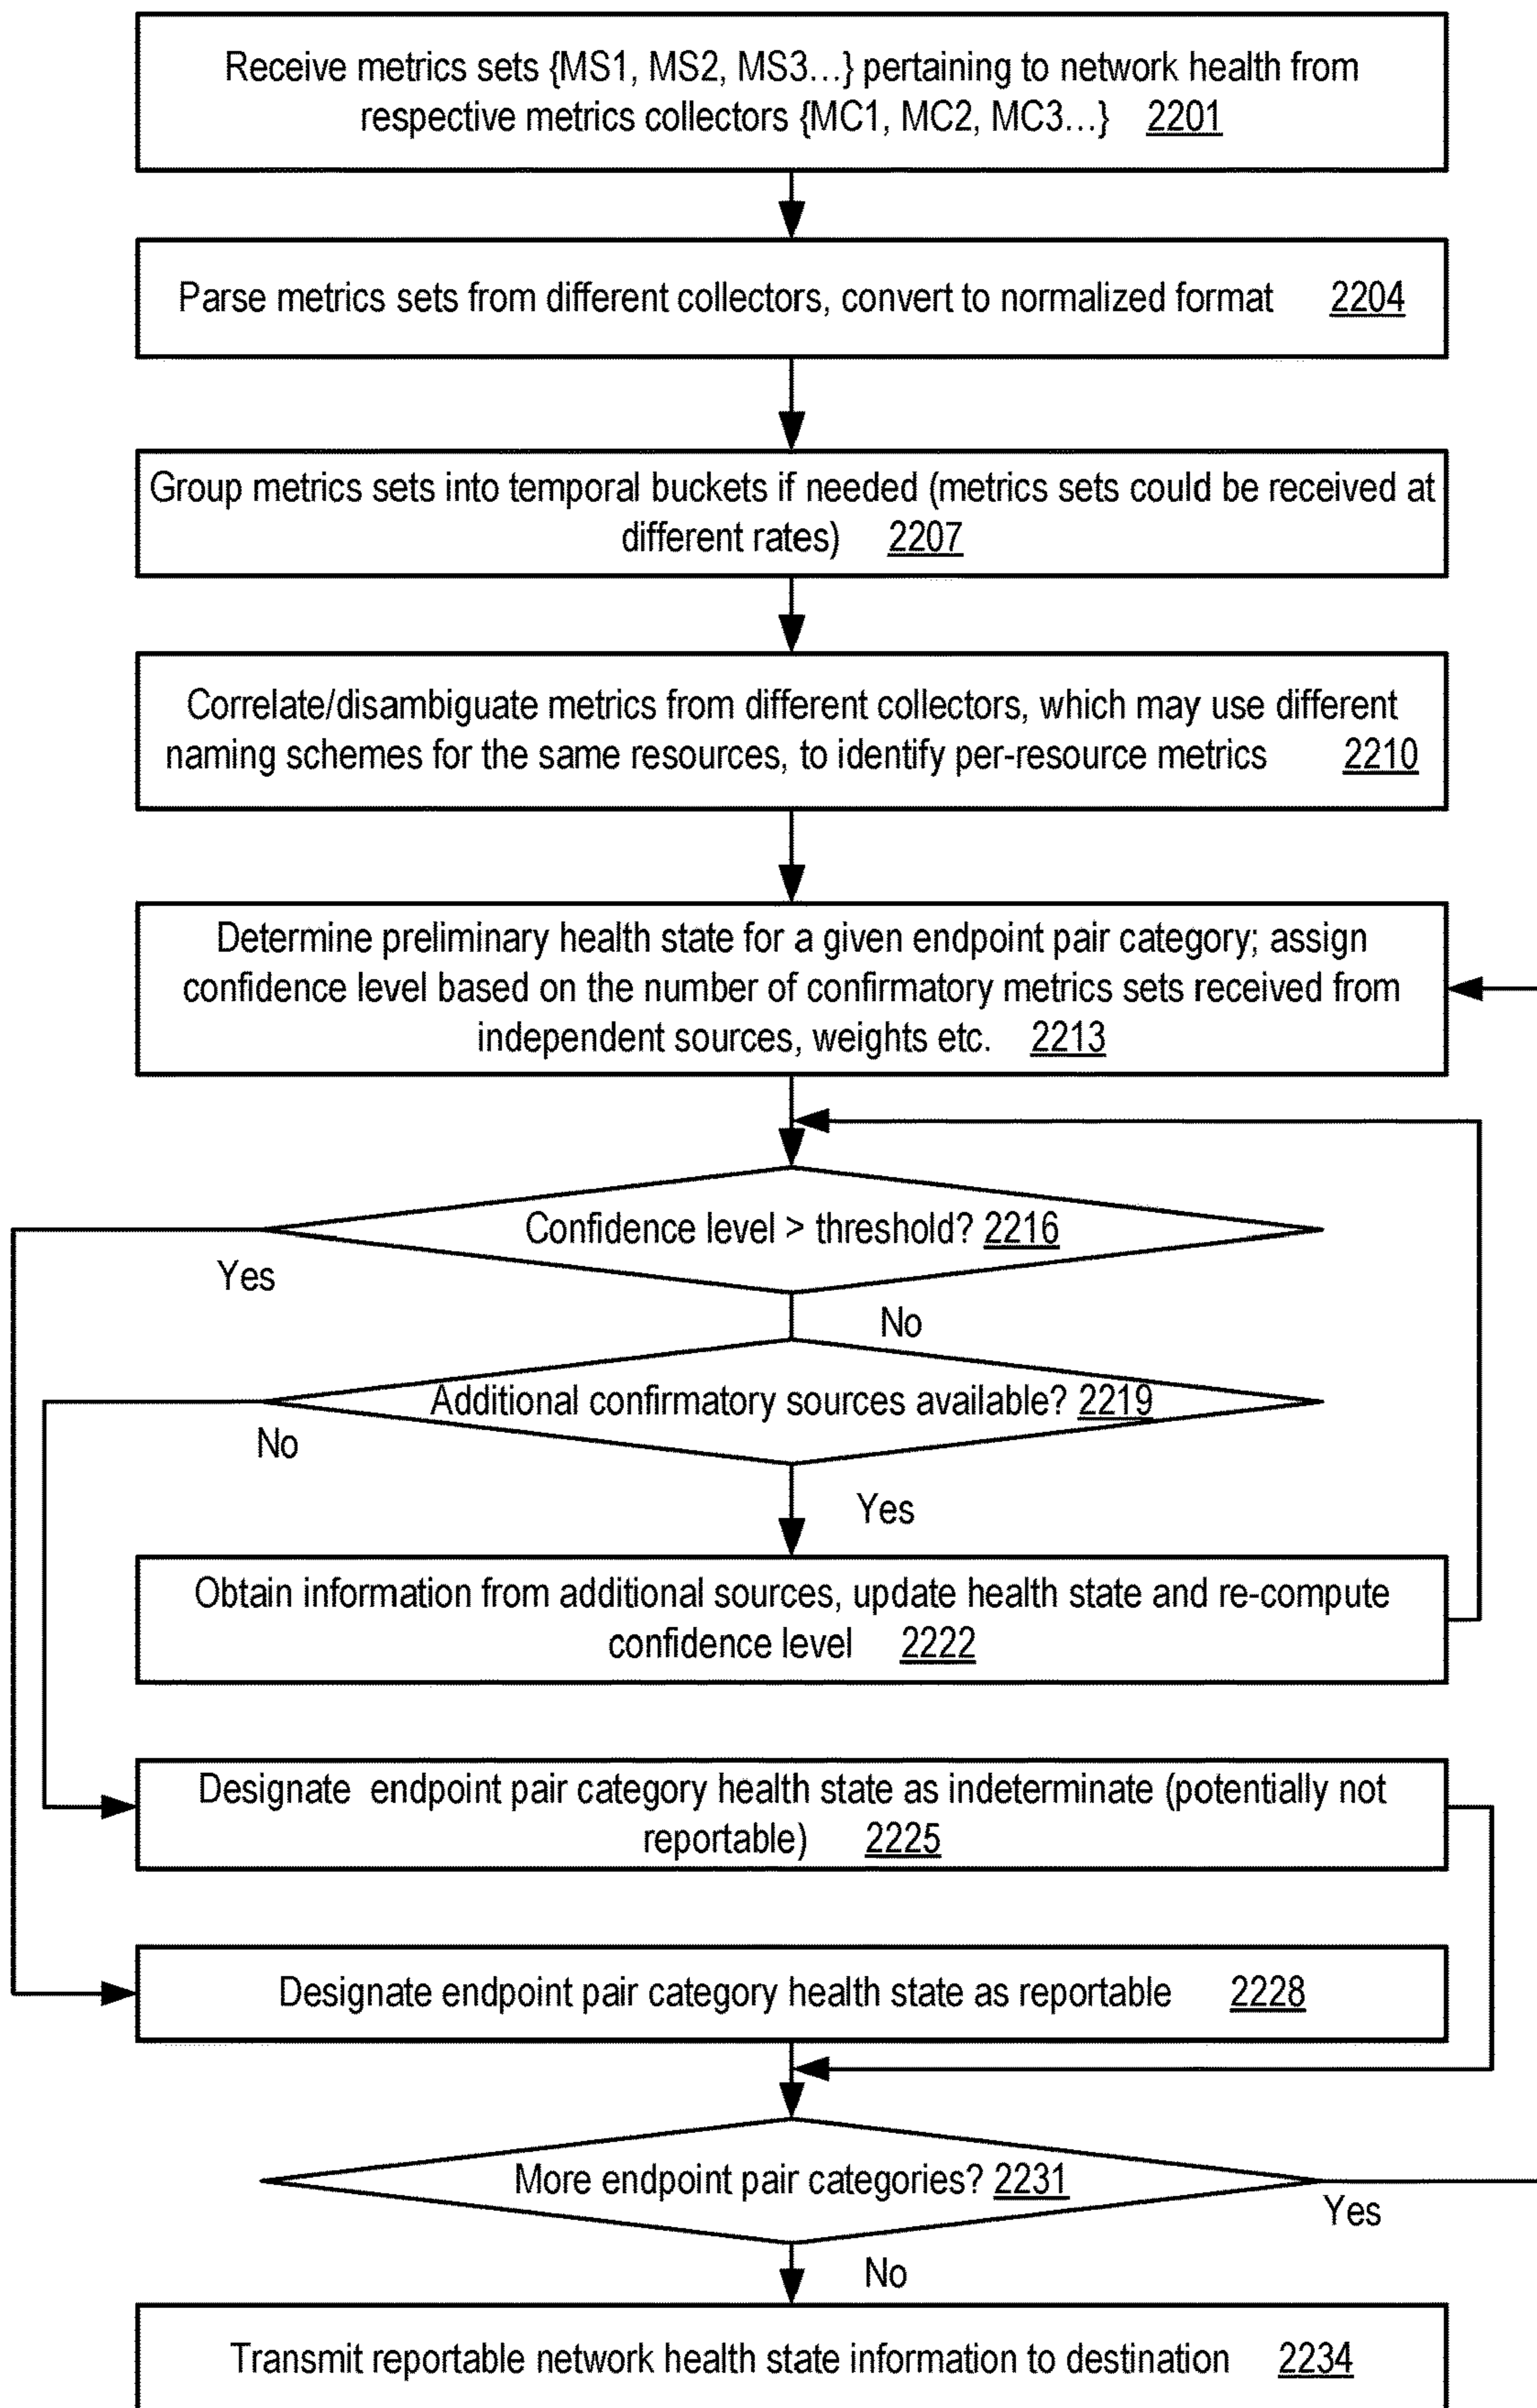 Receive metrics sets {MS1, MS2, MS3...} pertaining to network health from
respective metrics collectors {MC1, MC2, MC3...} 2201
Parse metrics sets from different collectors, convert to normalized format 2204
Group metrics sets into temporal buckets if needed (metrics sets could be received at
different rates) 2207
Correlate/disambiguate metrics from different collectors, which may use different
naming schemes for the same resources, to identify per-resource metrics 2210
Determine preliminary health state for a given endpoint pair category; assign
confidence level based on the number of confirmatory metrics sets received from
independent sources, weights etc. 2213
Confidence level > threshold? 2216
Yes
No
Additional confirmatory sources available? 2219
No
Yes
Obtain information from additional sources, update health state and re-compute
confidence level 2222
Designate endpoint pair category health state as indeterminate (potentially not
reportable) 2225
Designate endpoint pair category health state as reportable 2228
More endpoint pair categories? 2231
Yes
No
Transmit reportable network health state information to destination 2234